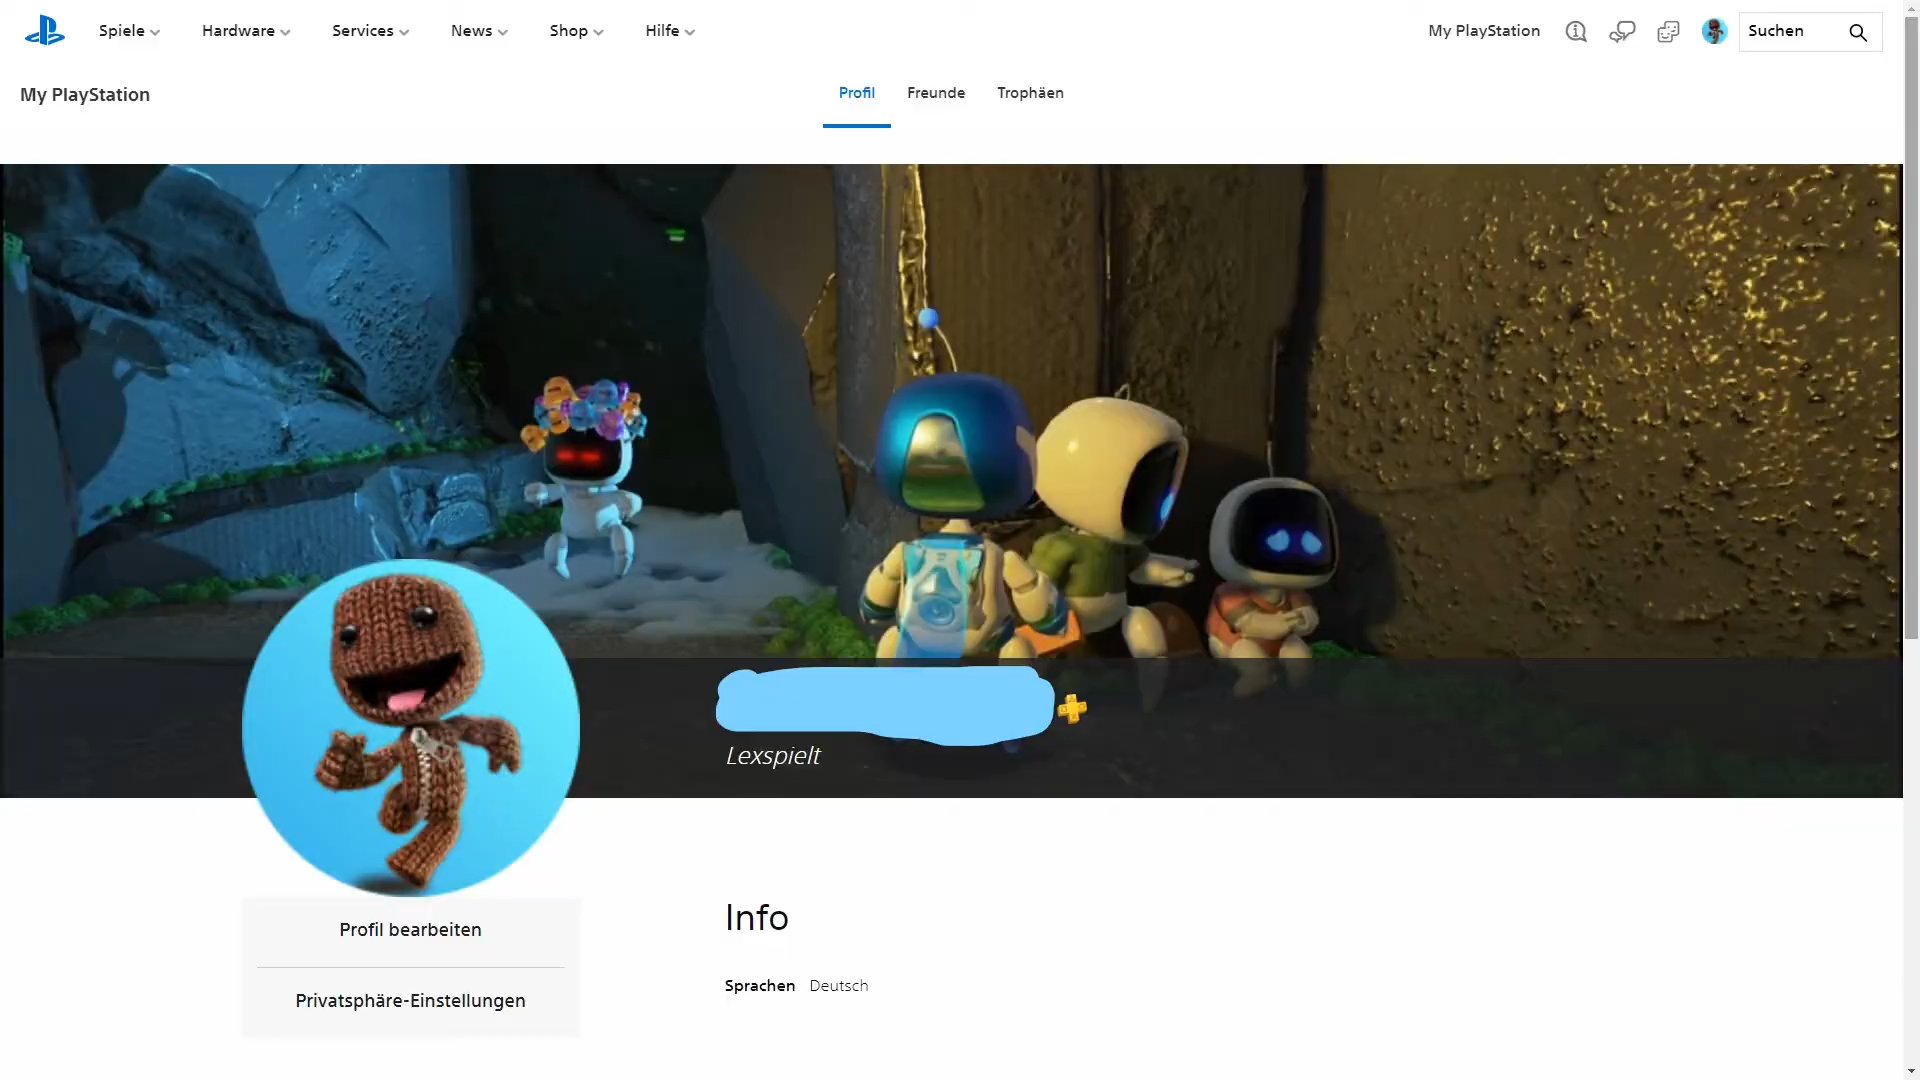 Spiele Hardware Services News Shop Hilfe My PlayStation Suchen
My PlayStation Profil Freunde Trophäen
Lexspielt
Profil bearbeiten
Privatsphäre-Einstellungen
Info
Sprachen Deutsch